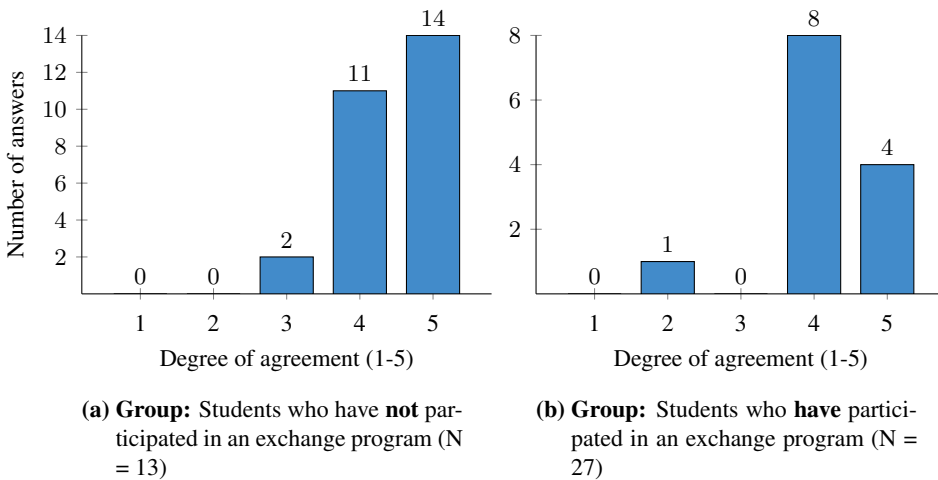 Number of answers
14
12
10
8
6
4
2
0
0
2
11
14
1 2 3 4 5
Degree of agreement (1-5)
(a) Group: Students who have not par-
ticipated in an exchange program (N
= 13)
8
6
4
2
0
1
0
8
4
1 2 3 4 5
Degree of agreement (1-5)
(b) Group: Students who have partici-
pated in an exchange program (N =
27)